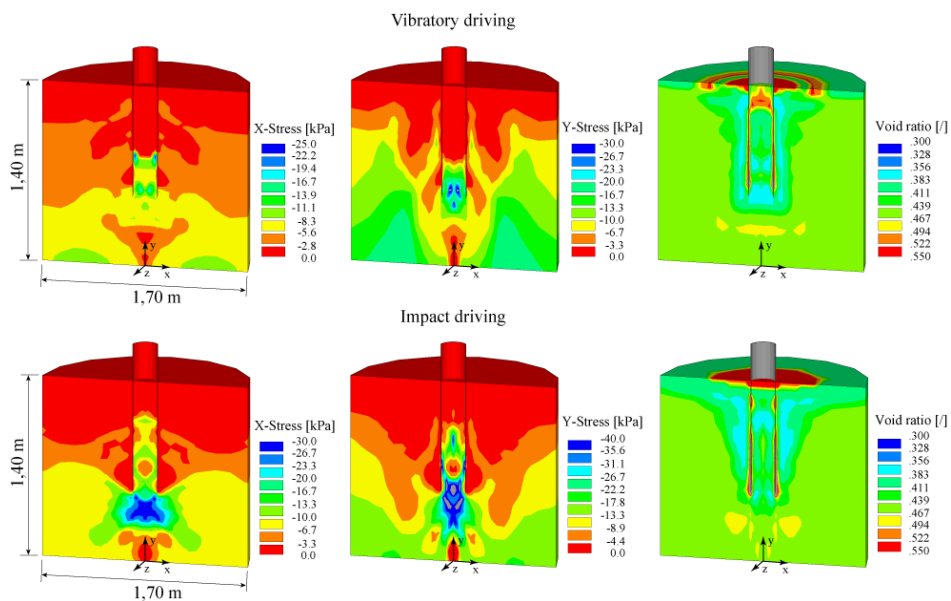 Vibratory driving
1,40 m
X-Stress [kPa]
-25.0
-22.2
-19.4
-16.7
-13.9
-11.1
-8.3
-5.6
-2.8
0.0
y
z
x
1,70 m
Y-Stress [kPa]
-30.0
-26.7
-23.3
-20.0
-16.7
-13.3
-10.0
-6.7
-3.3
0.0
y
z
x
Void ratio [/]
.300
.328
.356
.383
.411
.439
.467
.494
.522
.550
y
z
x
Impact driving
1,40 m
X-Stress [kPa]
-30.0
-26.7
-23.3
-20.0
-16.7
-13.3
-10.0
-6.7
-3.3
0.0
y
z
x
1,70 m
Y-Stress [kPa]
-40.0
-35.6
-31.1
-26.7
-22.2
-17.8
-13.3
-8.9
-4.4
0.0
y
z
x
Void ratio [/]
.300
.328
.356
.383
.411
.439
.467
.494
.522
.550
y
z
x